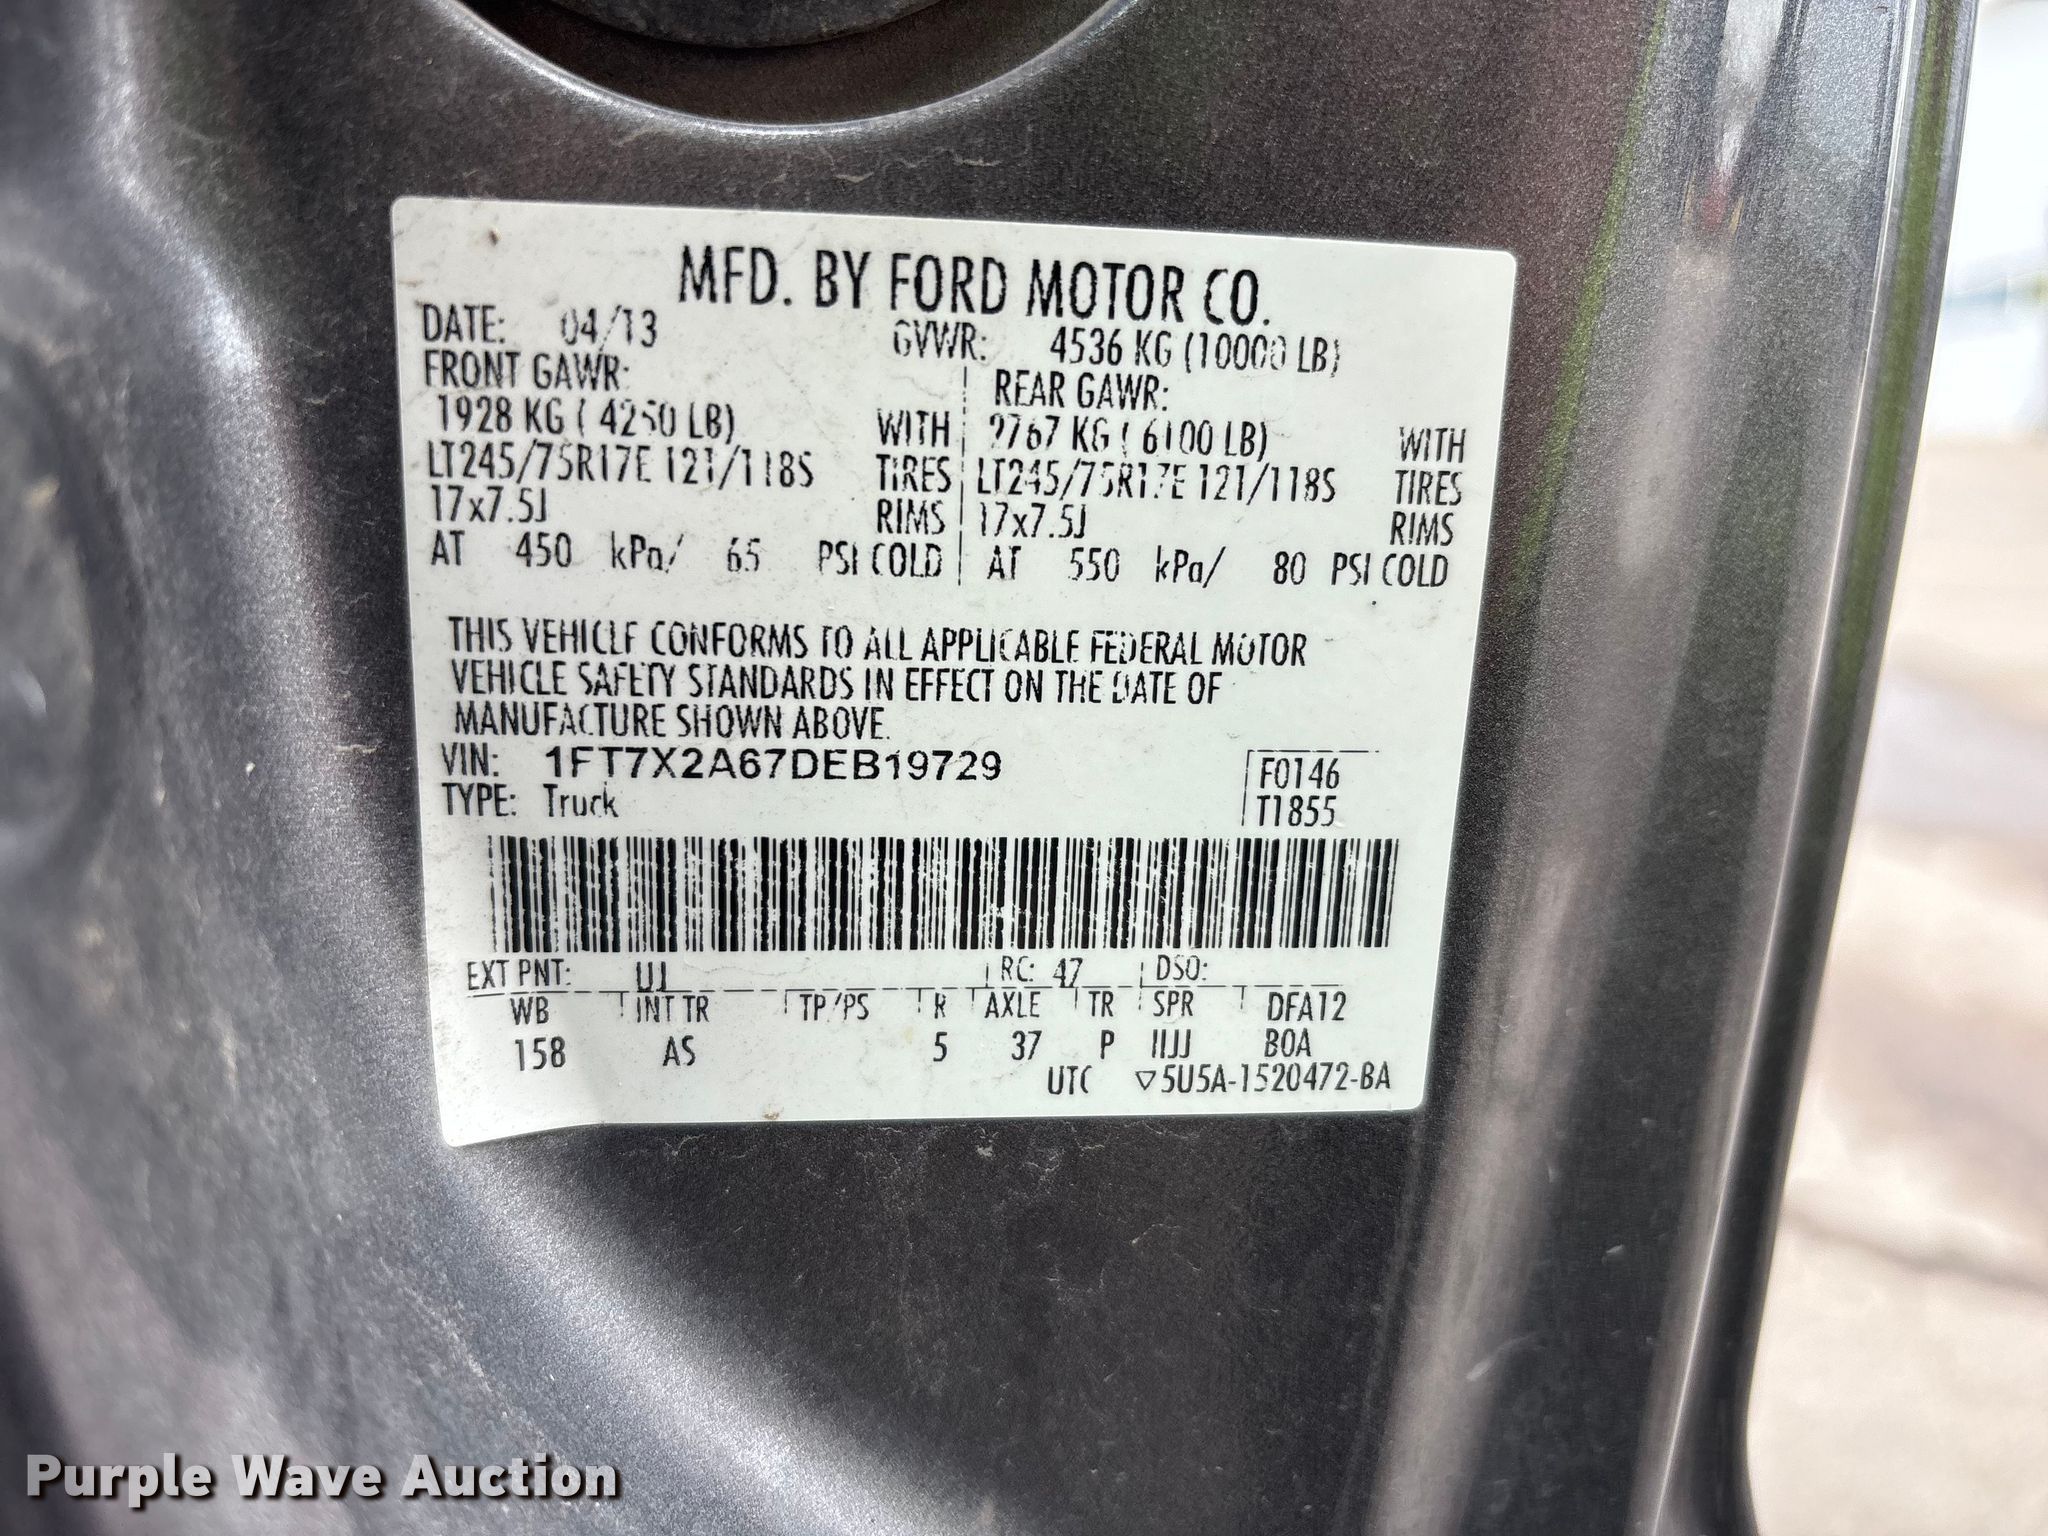 MFD. BY FORD MOTOR CO.
DATE: 04/13 GVWR: 4536 KG (10000 LB)
FRONT GAWR: REAR GAWR:
1928 KG ( 4250 LB) WITH 2767 KG ( 6100 LB) WITH
LT245/75R17E 121/118S TIRES LT245/75R17E 121/118S TIRES
17x7.5J RIMS 17x7.5J RIMS
AT 450 kPa/ 65 PSI COLD AT 550 kPa/ 80 PSI COLD
THIS VEHICLE CONFORMS TO ALL APPLICABLE FEDERAL MOTOR
VEHICLE SAFETY STANDARDS IN EFFECT ON THE DATE OF
MANUFACTURE SHOWN ABOVE.
VIN: 1FT7X2A67DEB19729 F0146
TYPE: Truck T1855
EXT PNT: UJ RC: 47 DSO:
WB INT TR TP/PS R AXLE TR SPR DFA12
158 AS 5 37 P IIJJ B0A
UTC ▽5U5A-1520472-BA
Purple Wave Auction